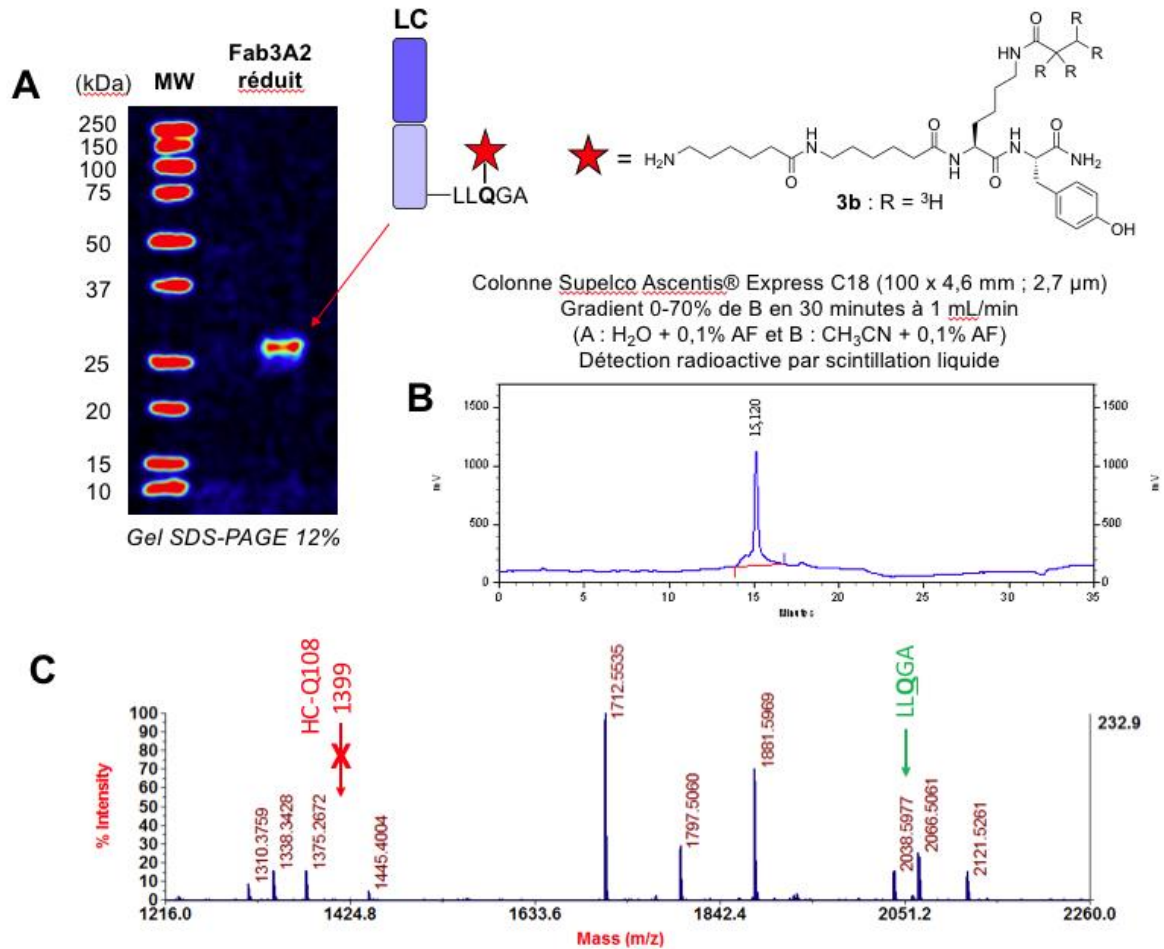 A
(kDa)
MW
Fab3A2
réduit
250
150
100
75
50
37
25
20
15
10
Gel SDS-PAGE 12%
LC
LLQGA
=
H2N
O
N
H
H
N
O
N
H
O
H
N
O
NH2
OH
HN
O
R
R
R
R
3b : R = 3H
Colonne Supelco Ascentis® Express C18 (100 x 4,6 mm ; 2,7 µm)
Gradient 0-70% de B en 30 minutes à 1 mL/min
(A : H2O + 0,1% AF et B : CH3CN + 0,1% AF)
Détection radioactive par scintillation liquide
B
1500
1000
500
0
mV
15,120
1500
1000
500
0
mV
0 5 10 15 20 25 30 35
Minutes
C
HC-Q108
1399
X
LLQGA
% Intensity
100
90
80
70
60
50
40
30
20
10
0
1310.3759
1338.3428
1375.2672
1445.4004
1712.5535
1797.5060
1881.5969
2038.5977
2066.5061
2121.5261
232.9
1216.0 1424.8 1633.6 1842.4 2051.2 2260.0
Mass (m/z)